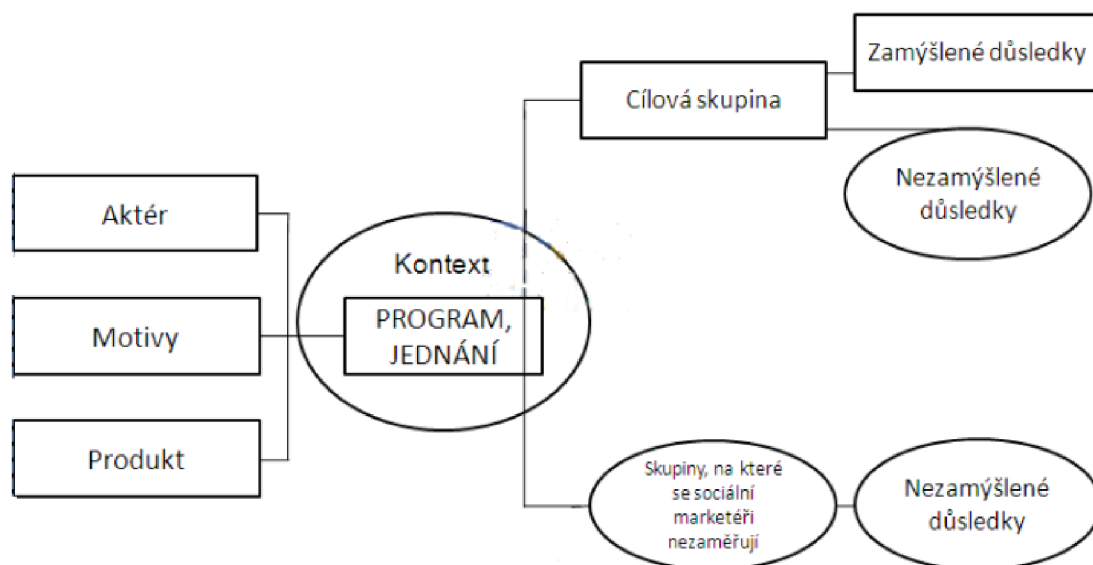 Aktér
Motivy
Produkt
Kontext
PROGRAM,
JEDNÁNÍ
Cílová skupina
Zamýšlené důsledky
Nezamýšlené
důsledky
Skupiny, na které
se sociální
marketéři
nezaměřují
Nezamýšlené
důsledky